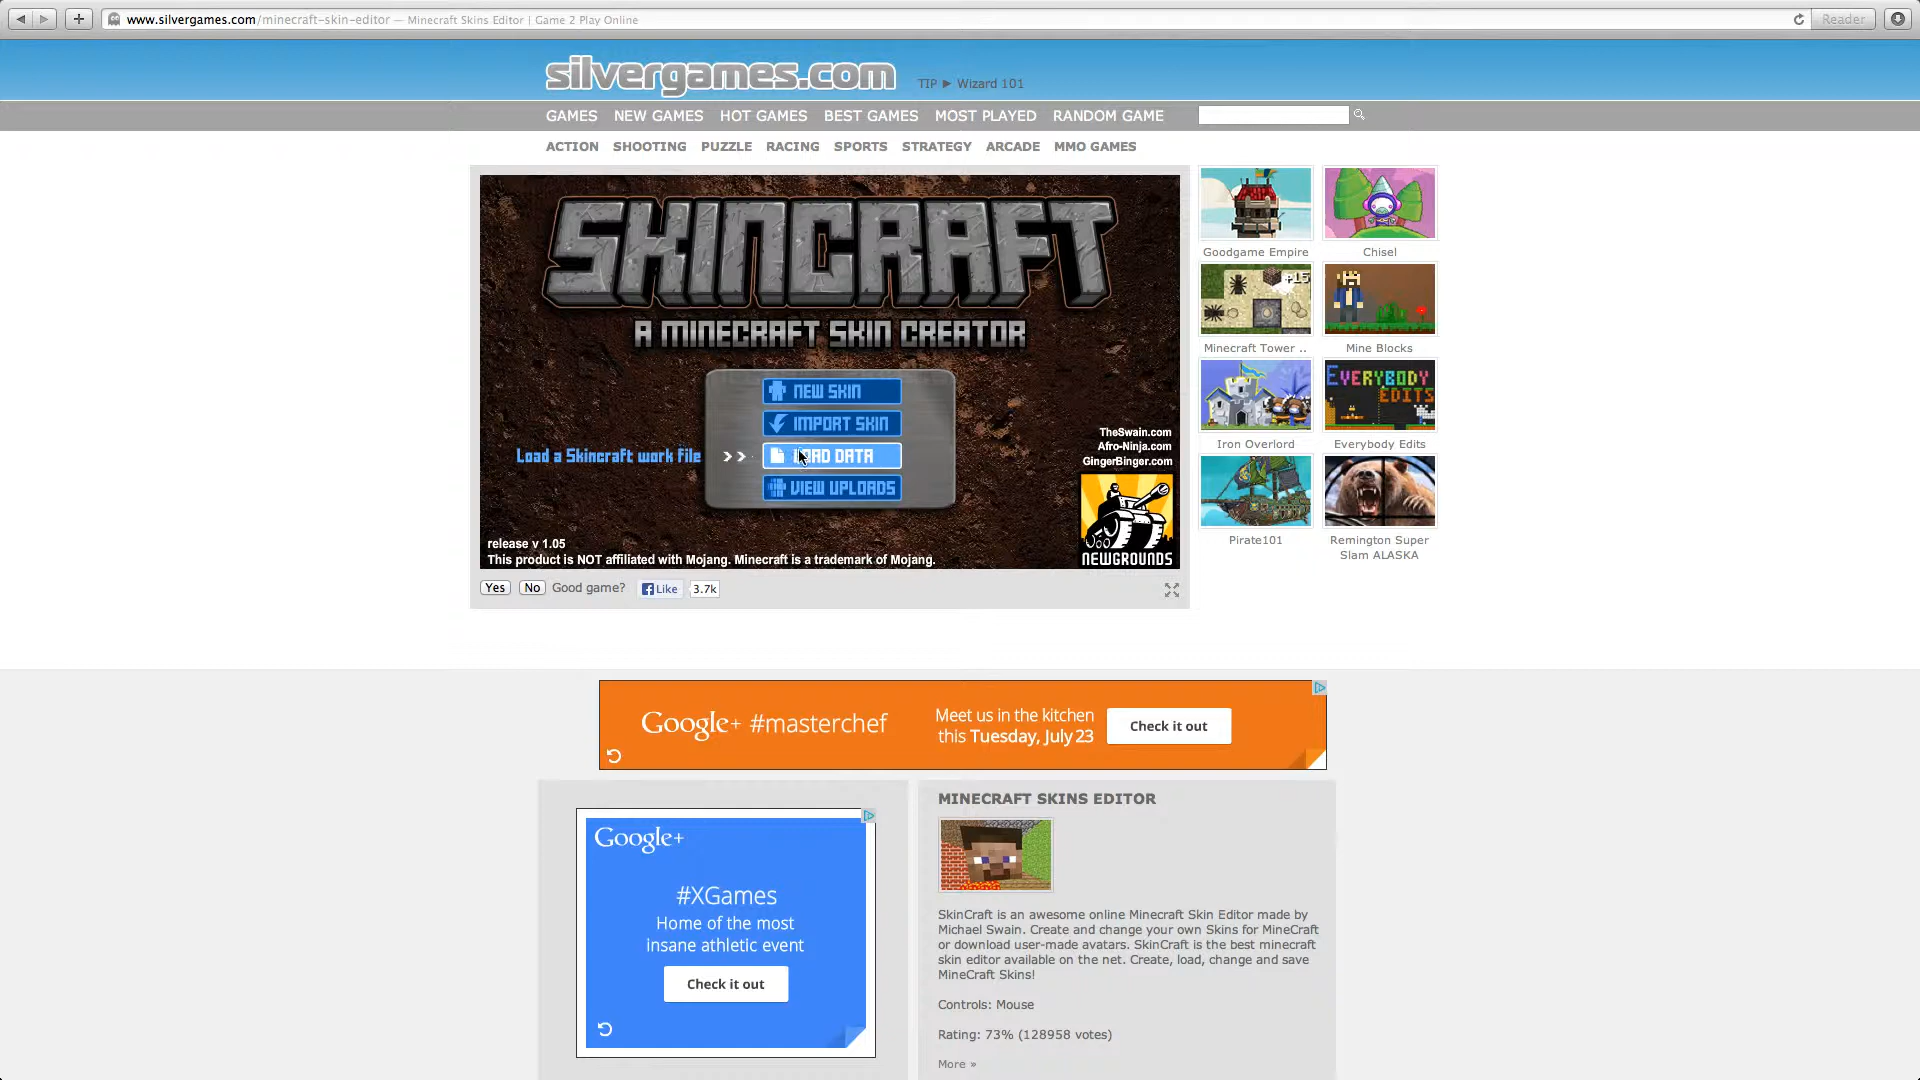 www.silvergames.com/minecraft-skin-editor — Minecraft Skins Editor | Game 2 Play Online
Reader
silvergames.com
TIP ► Wizard 101
GAMES NEW GAMES HOT GAMES BEST GAMES MOST PLAYED RANDOM GAME
ACTION SHOOTING PUZZLE RACING SPORTS STRATEGY ARCADE MMO GAMES
SKINCRAFT
A MINECRAFT SKIN CREATOR
NEW SKIN
IMPORT SKIN
Load a Skincraft work file >> LOAD DATA
VIEW UPLOADS
TheSwain.com
Afro-Ninja.com
GingerBinger.com
NEWGROUNDS
release v 1.05
This product is NOT affiliated with Mojang. Minecraft is a trademark of Mojang.
Yes No Good game? Like 3.7k
Goodgame Empire
Chisel
+15
Minecraft Tower ..
Mine Blocks
EVERYBODY
EDITS
Iron Overlord
Everybody Edits
Pirate101
Remington Super
Slam ALASKA
Google+ #masterchef
Meet us in the kitchen
this Tuesday, July 23
Check it out
Google+
#XGames
Home of the most
insane athletic event
Check it out
MINECRAFT SKINS EDITOR
SkinCraft is an awesome online Minecraft Skin Editor made by
Michael Swain. Create and change your own Skins for MineCraft
or download user-made avatars. SkinCraft is the best minecraft
skin editor available on the net. Create, load, change and save
MineCraft Skins!
Controls: Mouse
Rating: 73% (128958 votes)
More »